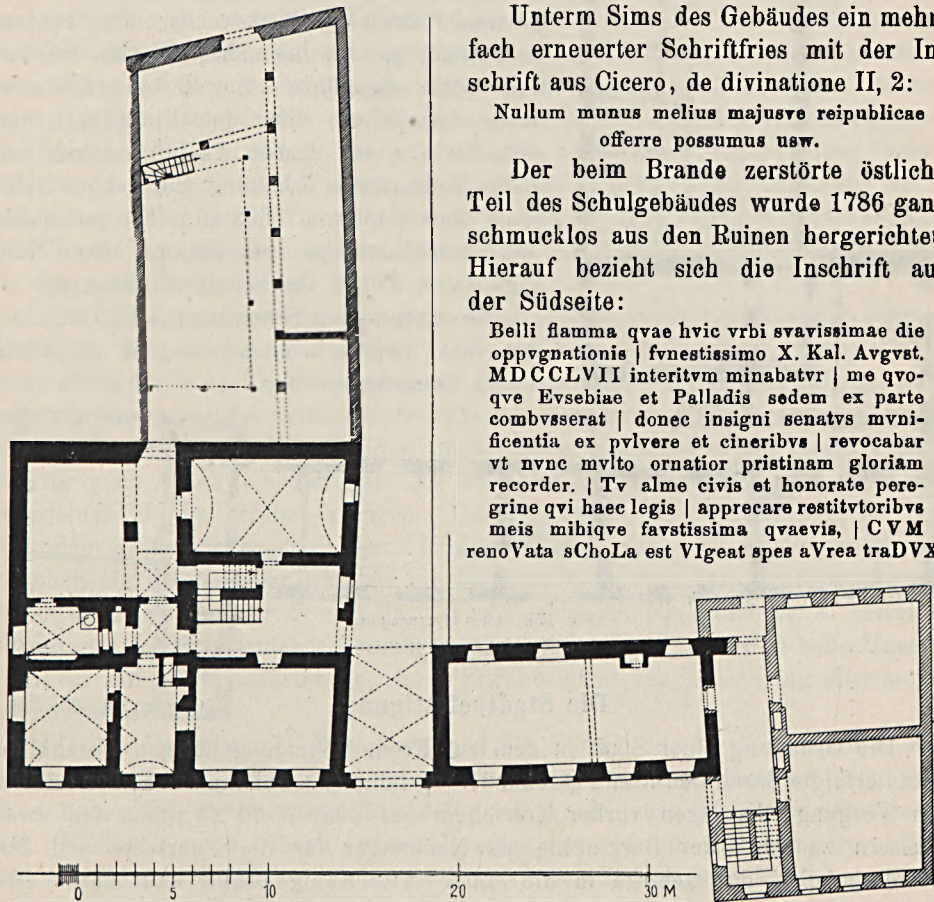 Unterm Sims des Gebäudes ein mehr
fach erneuerter Schriftfries mit der In
schrift aus Cicero, de divinatione II, 2:
Nullum munus melius majusve reipublicae
offerre possumus usw.
Der beim Brande zerstörte östlich
Teil des Schulgebäudes wurde 1786 gan
schmucklos aus den Ruinen hergerichtet
Hierauf bezieht sich die Inschrift au
der Südseite:
Belli flamma qvae hvic vrbi svavissimae die
oppvgnationis | fvnestissimo X. Kal. Avgvst.
MDCCLVII interitvm minabatvr | me qvo-
qve Evsebiae et Palladis sedem ex parte
combvsserat | donec insigni senatvs mvni-
ficentia ex pvlvere et cineribvs | revocabar
vt nvnc mvlto ornatior pristinam gloriam
recorder. | Tv alme civis et honorate pere-
grine qvi haec legis | apprecare restitvtoribvs
meis mihiqve favstissima qvaevis, | CVM
renoVata sChoLa est VIgeat spes aVrea traDVX
0 5 10 20 30 M